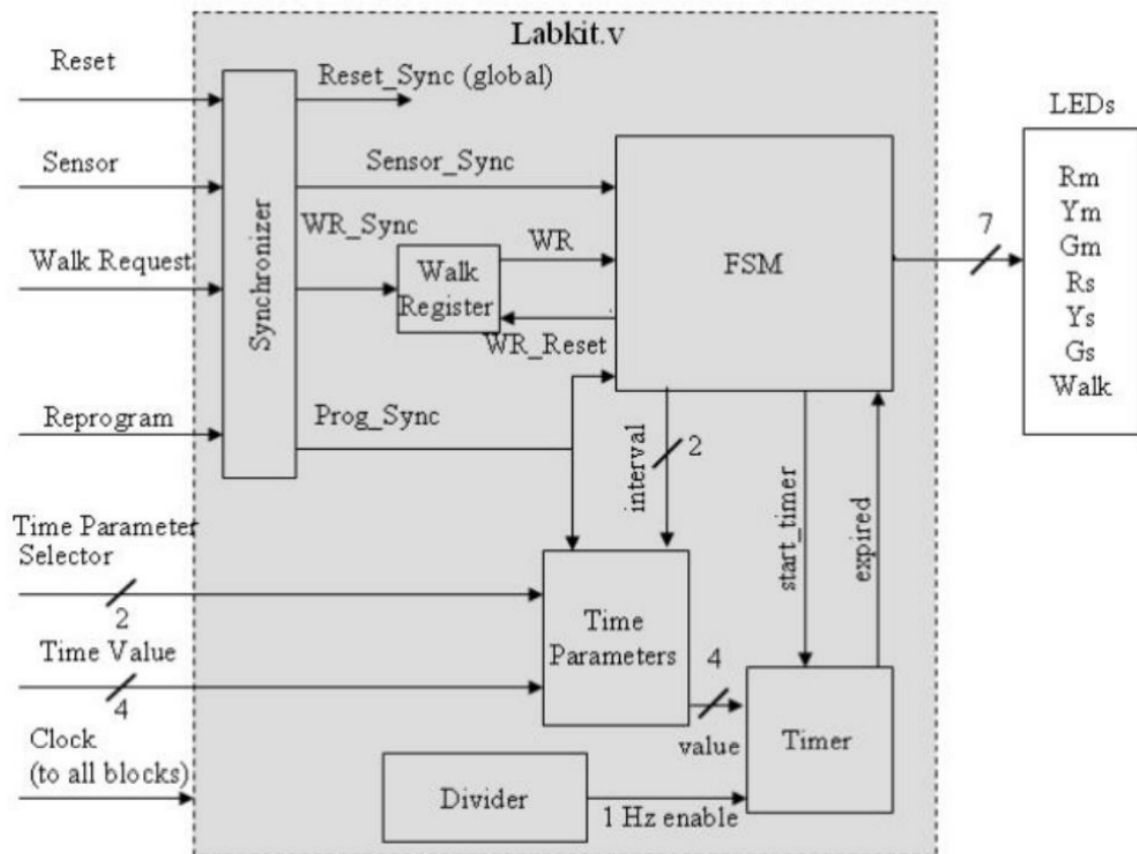 Labkit.v
Reset
Reset_Sync (global)
LEDs
Sensor
Sensor_Sync
Rm
Ym
Gm
Rs
Ys
Gs
Walk
7
WR_Sync
WR
FSM
Walk Request
Walk
Register
Synchronizer
WR_Reset
Reprogram
Prog_Sync
interval
2
start_timer
expired
Time Parameter
Selector
2
Time
Parameters
Time Value
4
4
value
Timer
Clock
(to all blocks)
Divider
1 Hz enable